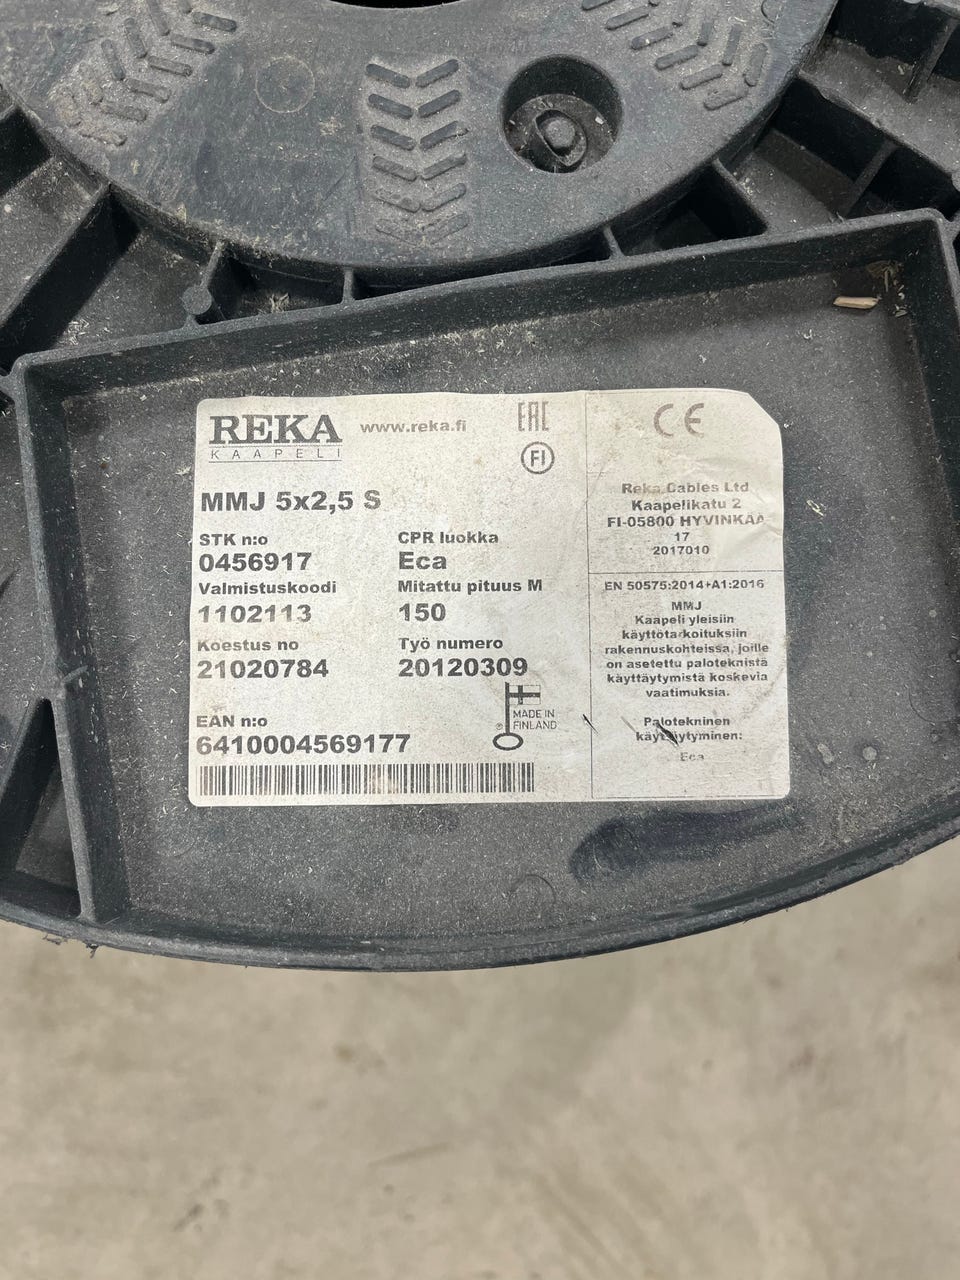 REKA
KAAPELI
www.reka.fi
EAC
FI
MMJ 5x2,5 S
STK n:o
0456917
CPR luokka
Eca
Valmistuskoodi
1102113
Mitattu pituus M
150
Koestus no
21020784
Työ numero
20120309
EAN n:o
6410004569177
MADE IN
FINLAND
®
CE
Reka Cables Ltd
Kaapelikatu 2
FI-05800 HYVINKAA
17
2017010
EN 50575:2014+A1:2016
MMJ
Kaapeli yleisiin
käyttötarkoituksiin
rakennuskohteissa, joille
on asetettu paloteknistä
käyttäytymistä koskevia
vaatimuksia.
Palotekninen
käyttäytyminen:
Eca